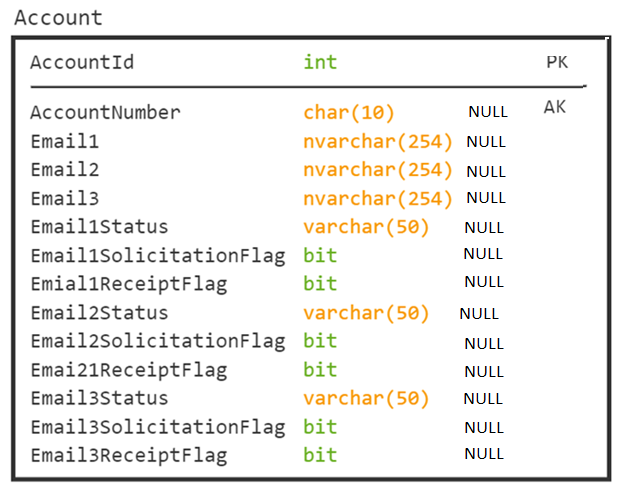 Account
AccountId int PK
AccountNumber char(10) NULL AK
Email1 nvarchar(254) NULL
Email2 nvarchar(254) NULL
Email3 nvarchar(254) NULL
Email1Status varchar(50) NULL
Email1SolicitationFlag bit NULL
Emial1ReceiptFlag bit NULL
Email2Status varchar(50) NULL
Email2SolicitationFlag bit NULL
Emai21ReceiptFlag bit NULL
Email3Status varchar(50) NULL
Email3SolicitationFlag bit NULL
Email3ReceiptFlag bit NULL